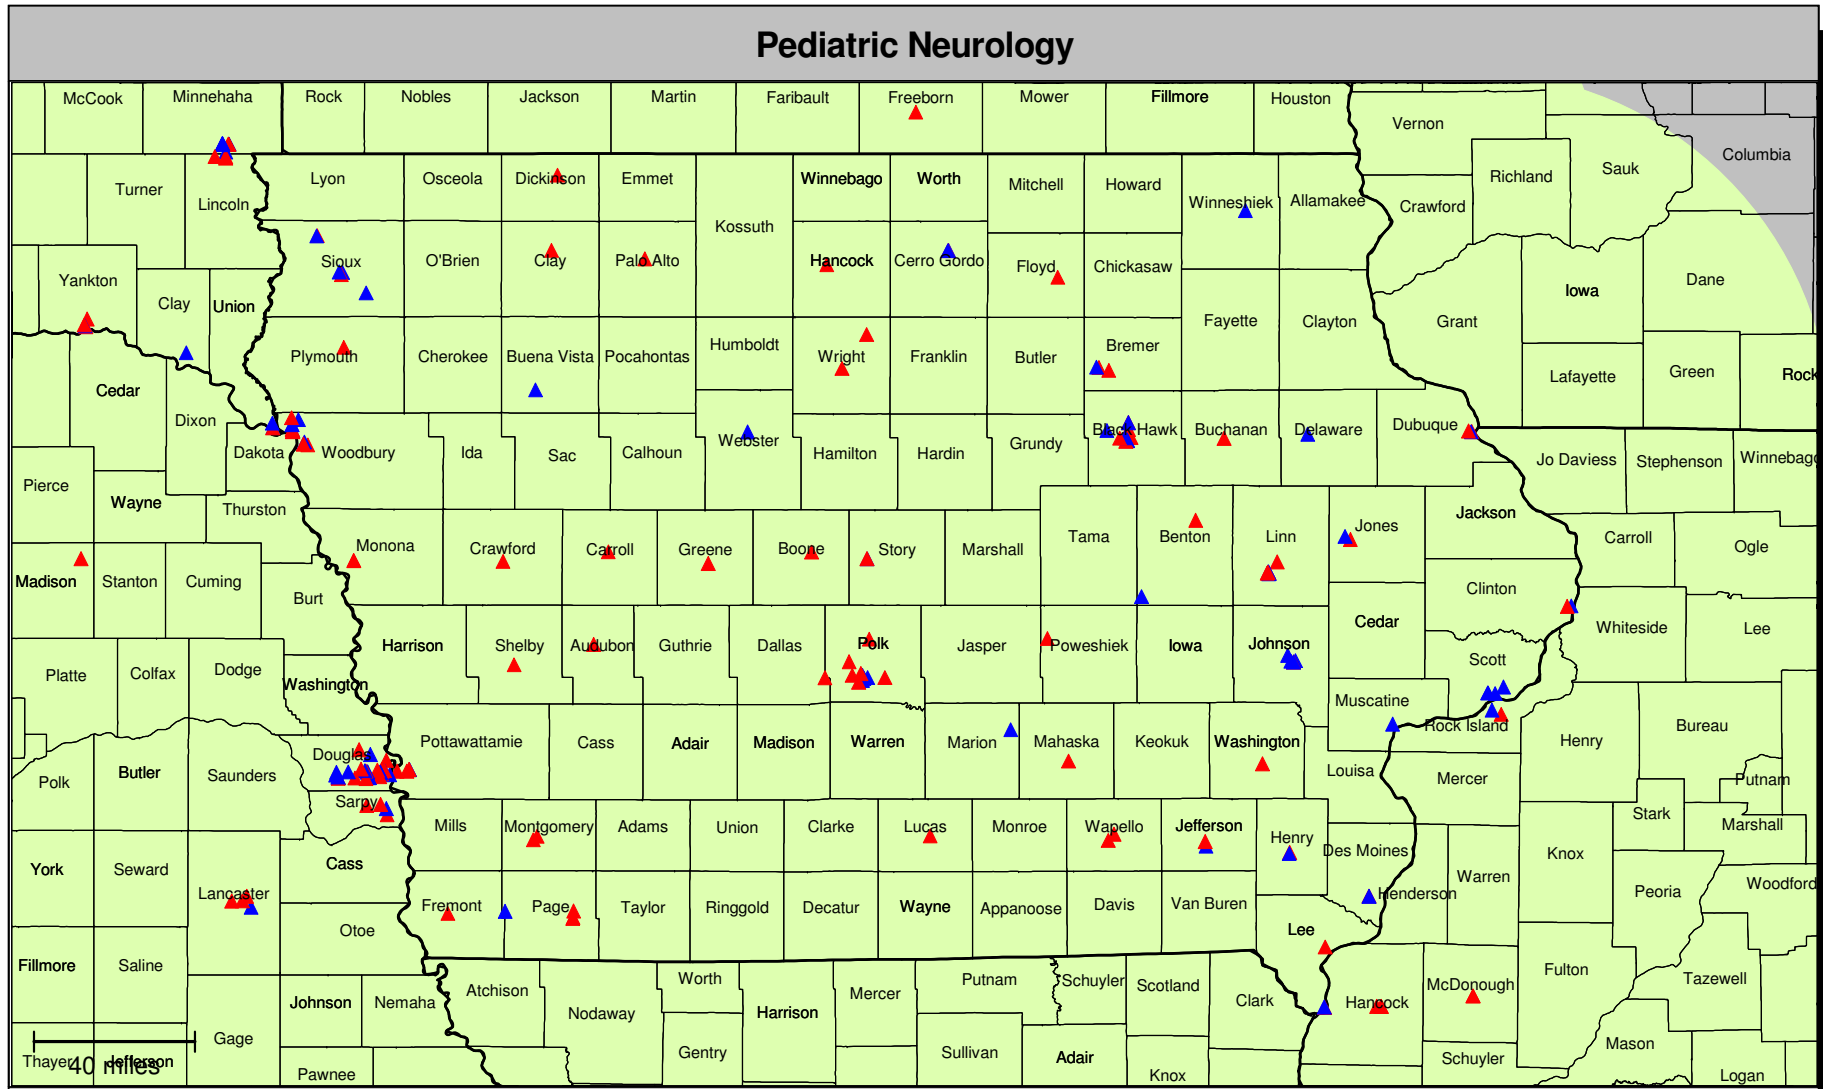 Pediatric Neurology
McCook Minnehaha Rock Nobles Jackson Martin Faribault Freeborn Mower Fillmore Houston
Vernon
Columbia
Turner Lincoln Lyon Osceola Dickinson Emmet Winnebago Worth Mitchell Howard Winneshiek Allamakee Crawford Richland Sauk
Kossuth
Yankton Clay Union Sioux O'Brien Clay Palo Alto Hancock Cerro Gordo Floyd Chickasaw Iowa Dane
Cedar Plymouth Cherokee Buena Vista Pocahontas Humboldt Wright Franklin Butler Bremer Fayette Clayton Grant Lafayette Green Rock
Dixon Dakota Woodbury Ida Sac Calhoun Webster Hamilton Hardin Grundy Black Hawk Buchanan Delaware Dubuque Jo Daviess Stephenson Winnebago
Pierce Wayne Thurston
Monona Crawford Carroll Greene Boone Story Marshall Tama Benton Linn Jones Jackson Carroll Ogle
Madison Stanton Cuming Burt Clinton
Harrison Shelby Audubon Guthrie Dallas Polk Jasper Poweshiek Iowa Johnson Cedar Whiteside Lee
Platte Colfax Dodge Washington Scott
Muscatine Rock Island Bureau
Pottawattamie Cass Adair Madison Warren Marion Mahaska Keokuk Washington Henry
Polk Butler Saunders Douglas Louisa Mercer Putnam
Sarpy Mills Montgomery Adams Union Clarke Lucas Monroe Wapello Jefferson Henry Des Moines Stark Marshall
York Seward Cass Knox
Lancaster Fremont Page Taylor Ringgold Decatur Wayne Appanoose Davis Van Buren Henderson Warren Peoria Woodford
Otoe Lee
Fillmore Saline Fulton Tazewell
Johnson Nemaha Atchison Nodaway Worth Harrison Mercer Putnam Schuyler Scotland Clark Hancock McDonough
Gage Gentry Sullivan Adair Schuyler Mason
Thayer Jefferson Pawnee Knox Logan
40 miles